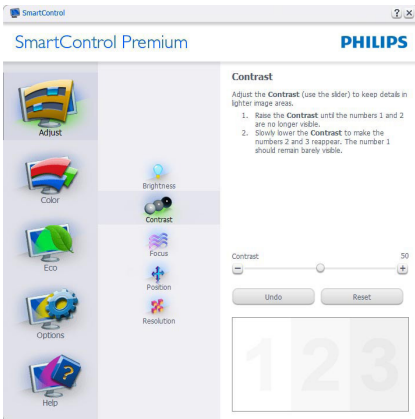 SmartControl
SmartControl Premium
PHILIPS
Adjust
Color
Eco
Options
Help
Brightness
Contrast
Focus
Position
Resolution
Contrast
Adjust the Contrast (use the slider) to keep details in
lighter image areas.
1. Raise the Contrast until the numbers 1 and 2
are no longer visible.
2. Slowly lower the Contrast to make the
numbers 2 and 3 reappear. The number 1
should remain barely visible.
Contrast 50
Undo Reset
1 2 3